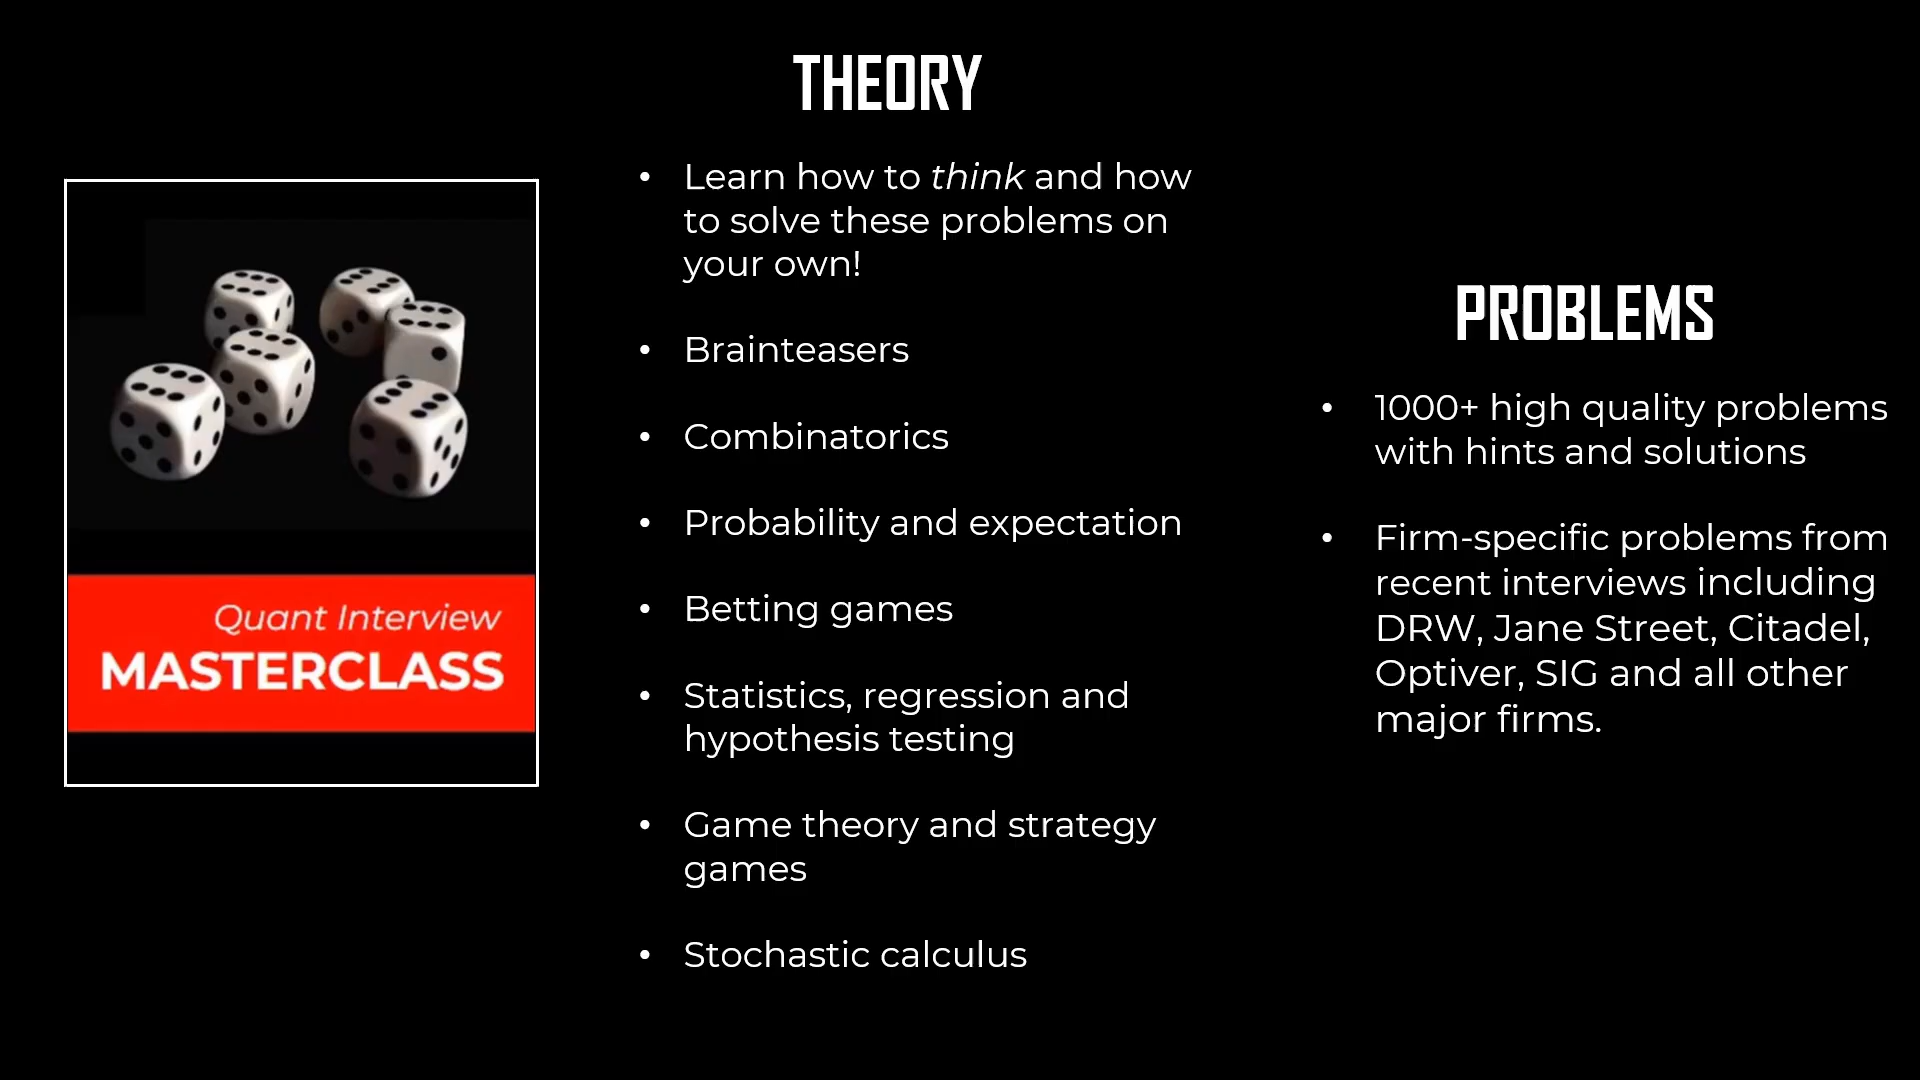 THEORY
• Learn how to think and how
to solve these problems on
your own!
• Brainteasers
• Combinatorics
• Probability and expectation
• Betting games
• Statistics, regression and
hypothesis testing
• Game theory and strategy
games
• Stochastic calculus
Quant Interview
MASTERCLASS
PROBLEMS
• 1000+ high quality problems
with hints and solutions
• Firm-specific problems from
recent interviews including
DRW, Jane Street, Citadel,
Optiver, SIG and all other
major firms.